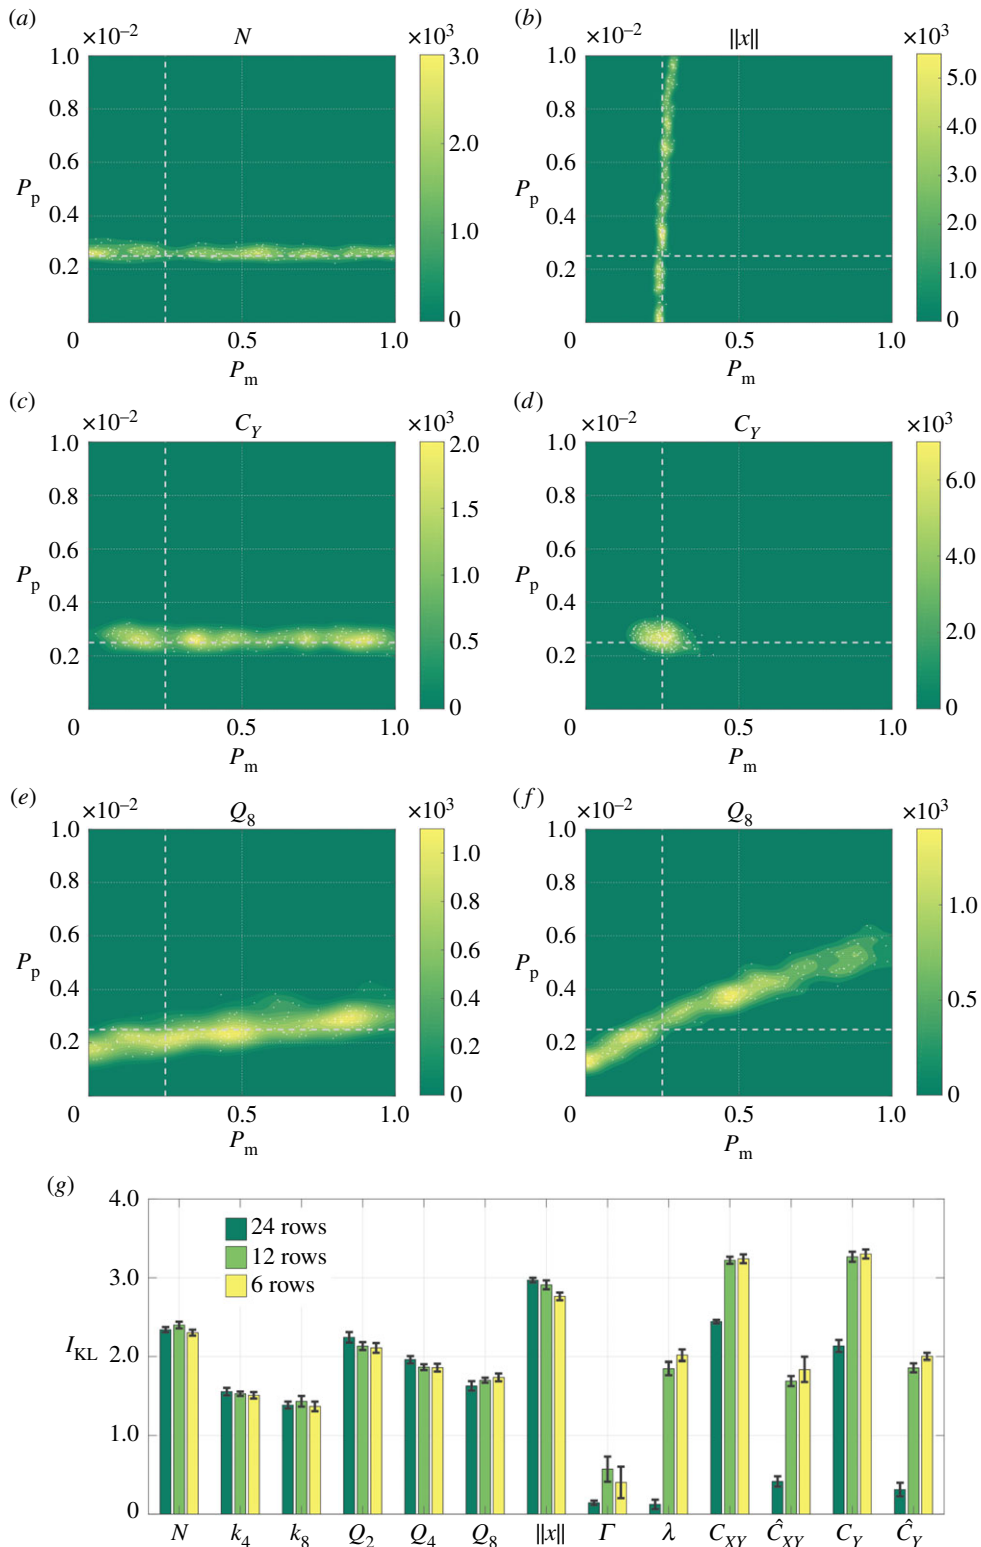 (a) (b)
×10⁻² N ×10³ ×10⁻² ||x|| ×10³
1.0 3.0 1.0 5.0
0.8 0.8 4.0
0.6 2.0 0.6 3.0
P_p 0.4 1.0 P_p 0.4 2.0
0.2 0.2 1.0
0 0.5 1.0 0 0 0.5 1.0 0
P_m P_m
(c) (d)
×10⁻² C_Y ×10³ ×10⁻² C_Y ×10³
1.0 2.0 1.0
0.8 1.5 0.8 6.0
0.6 1.0 0.6 4.0
P_p 0.4 0.5 P_p 0.4 2.0
0.2 0.2
0 0.5 1.0 0 0 0.5 1.0 0
P_m P_m
(e) (f)
×10⁻² Q_8 ×10³ ×10⁻² Q_8 ×10³
1.0 1.0 1.0
0.8 0.8 0.8 1.0
0.6 0.6 0.6
P_p 0.4 0.4 P_p 0.4 0.5
0.2 0.2 0.2
0 0.5 1.0 0 0 0.5 1.0 0
P_m P_m
(g)
4.0
24 rows
12 rows
3.0
6 rows
I_KL 2.0
1.0
0
N k_4 k_8 Q_2 Q_4 Q_8 ||x|| Γ λ C_XY Ĉ_XY C_Y Ĉ_Y